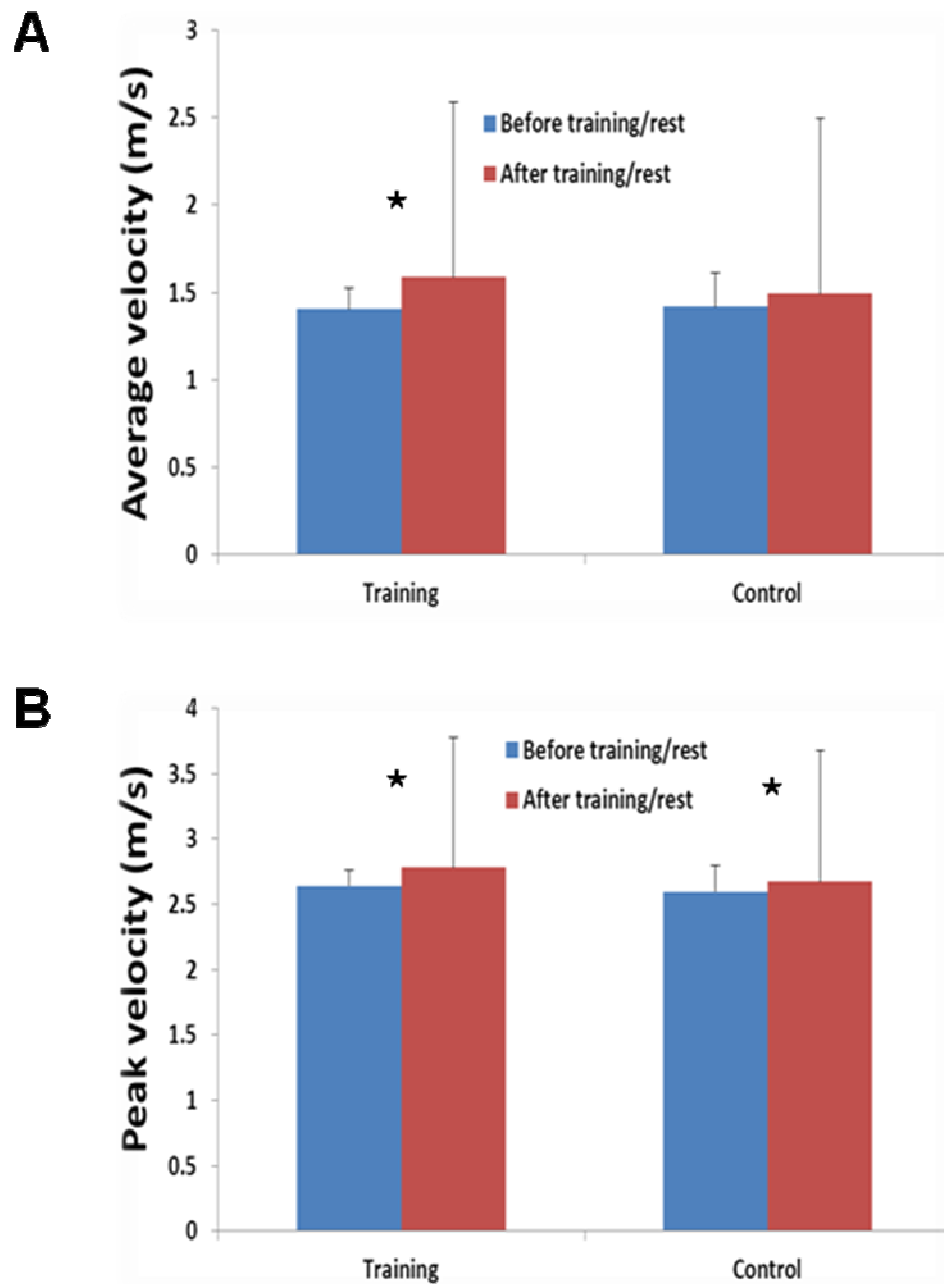 A
3
2.5
2
1.5
1
0.5
0
Average velocity (m/s)
Before training/rest
After training/rest
★
Training
Control
B
4
3.5
3
2.5
2
1.5
1
0.5
0
Peak velocity (m/s)
Before training/rest
After training/rest
★
★
Training
Control